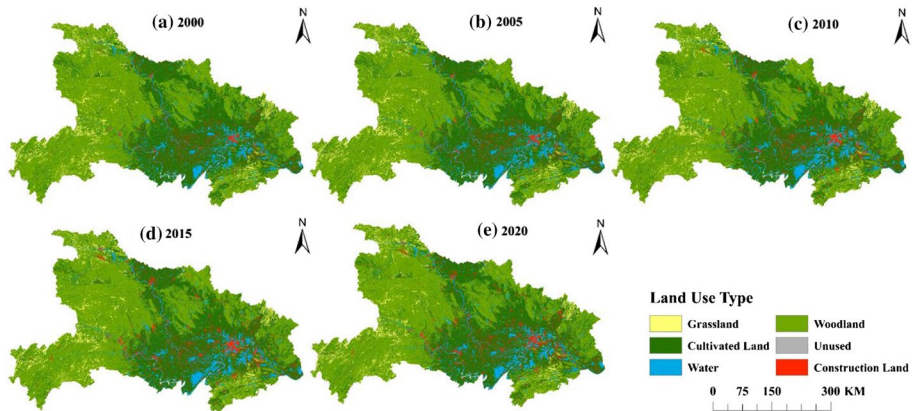 (a) 2000
N
(b) 2005
N
(c) 2010
N
(d) 2015
N
(e) 2020
N
Land Use Type
Grassland
Woodland
Cultivated Land
Unused
Water
Construction Land
0 75 150 300 KM